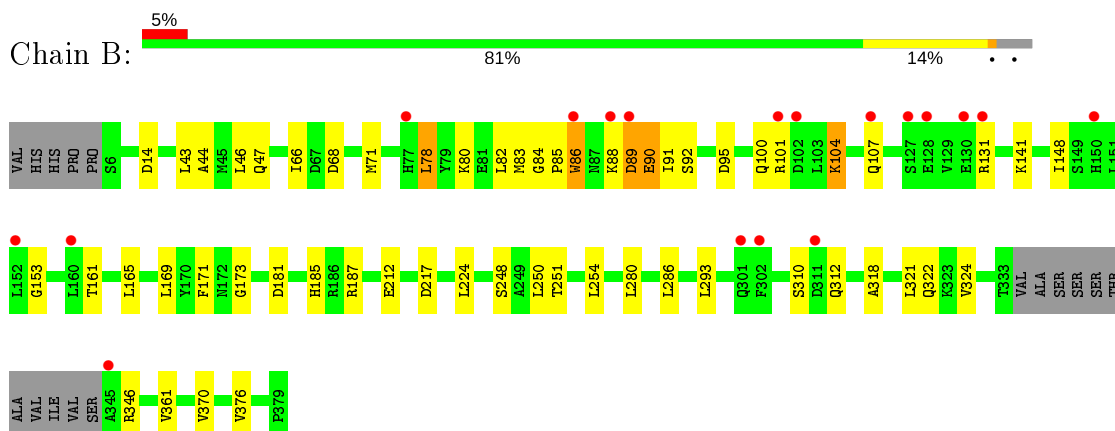 5%
Chain B:
81% 14% • •
VAL HIS HIS PRO PRO S6 D14 L43 A44 M45 L46 Q47 I66 D67 D68 M71 H77 L78 Y79 K80 E81 L82 M83 G84 P85 W86 N87 K88 D89 E90 I91 S92 D95 Q100 R101 D102 L103 K104 Q107 S127 E128 V129 E130 R131 K141 I148 S149 H150 L151
L152 G153 L160 T161 L165 L169 Y170 F171 N172 G173 D181 H185 R186 R187 E212 D217 L224 S248 A249 L250 T251 L254 L280 L286 L293 Q301 F302 S310 D311 Q312 A318 L321 Q322 K323 V324 T333 VAL ALA SER SER SER THR
ALA VAL ILE VAL SER A345 R346 V361 V370 V376 P379